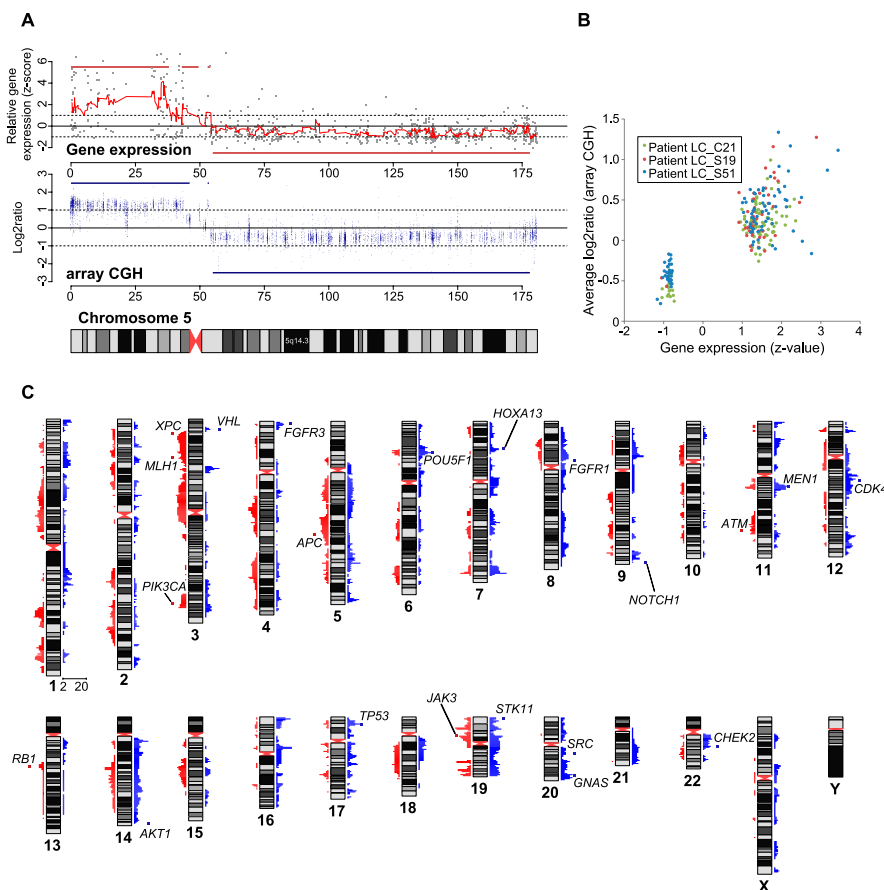 A
Relative gene
expression (z-score)
6
4
2
0
-2
Gene expression
0 25 50 75 100 125 150 175
Log2ratio
3
2
1
0
-1
-2
-3
array CGH
0 25 50 75 100 125 150 175
Chromosome 5
5q14.3
B
Average log2ratio (array CGH)
1.5
1.0
0.5
0
-0.5
0
Patient LC_C21
Patient LC_S19
Patient LC_S51
-2 -1 0 1 2 3 4
Gene expression (z-value)
C
XPC
VHL
MLH1
PIK3CA
FGFR3
APC
POU5F1
HOXA13
FGFR1
NOTCH1
ATM
MEN1
CDK4
1 2 3 4 5 6 7 8 9 10 11 12
2 20
RB1
AKT1
TP53
JAK3
STK11
SRC
GNAS
CHEK2
13 14 15 16 17 18 19 20 21 22 X Y